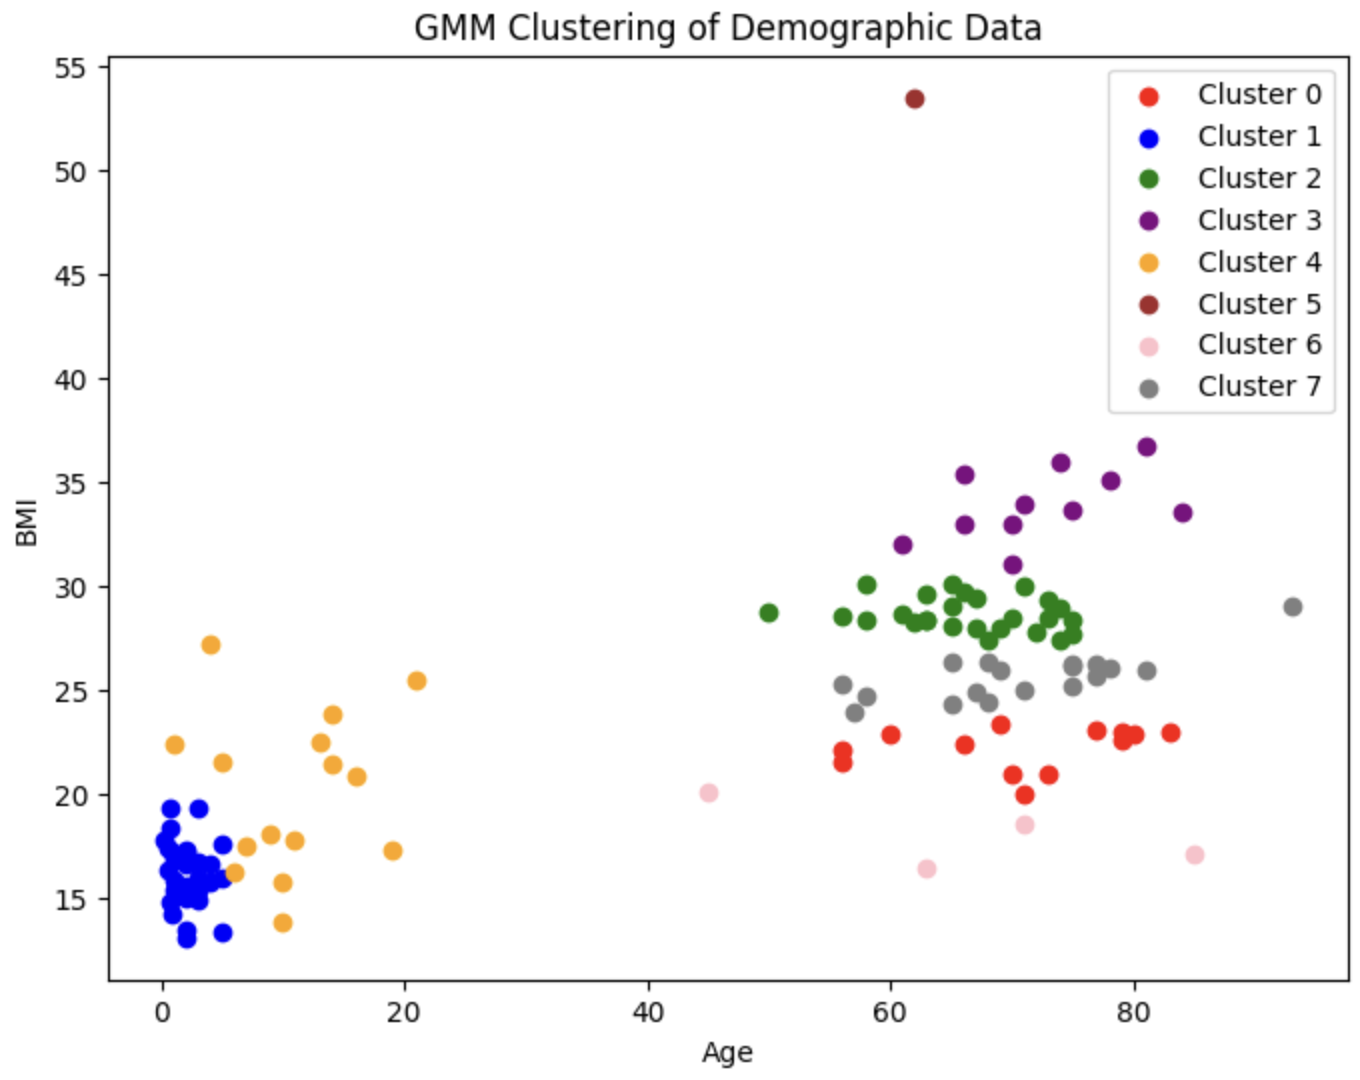 GMM Clustering of Demographic Data
55
50
45
40
35
30
25
20
15
BMI
Cluster 0
Cluster 1
Cluster 2
Cluster 3
Cluster 4
Cluster 5
Cluster 6
Cluster 7
0 20 40 60 80
Age